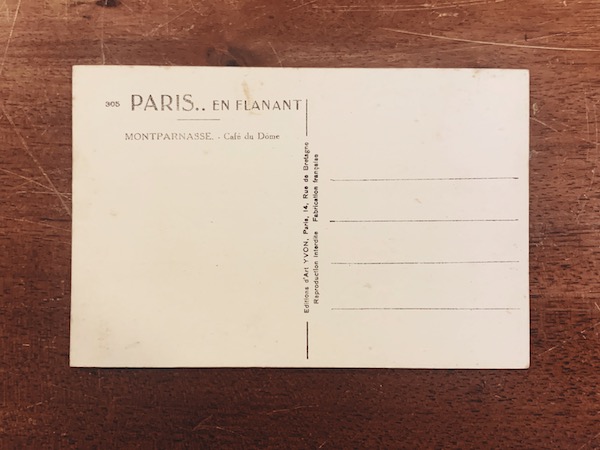 305 PARIS.. EN FLANANT
MONTPARNASSE. - Café du Dôme
Editions d'Art YVON, Paris, 14, Rue de Bretagne
Reproduction interdite Fabrication française